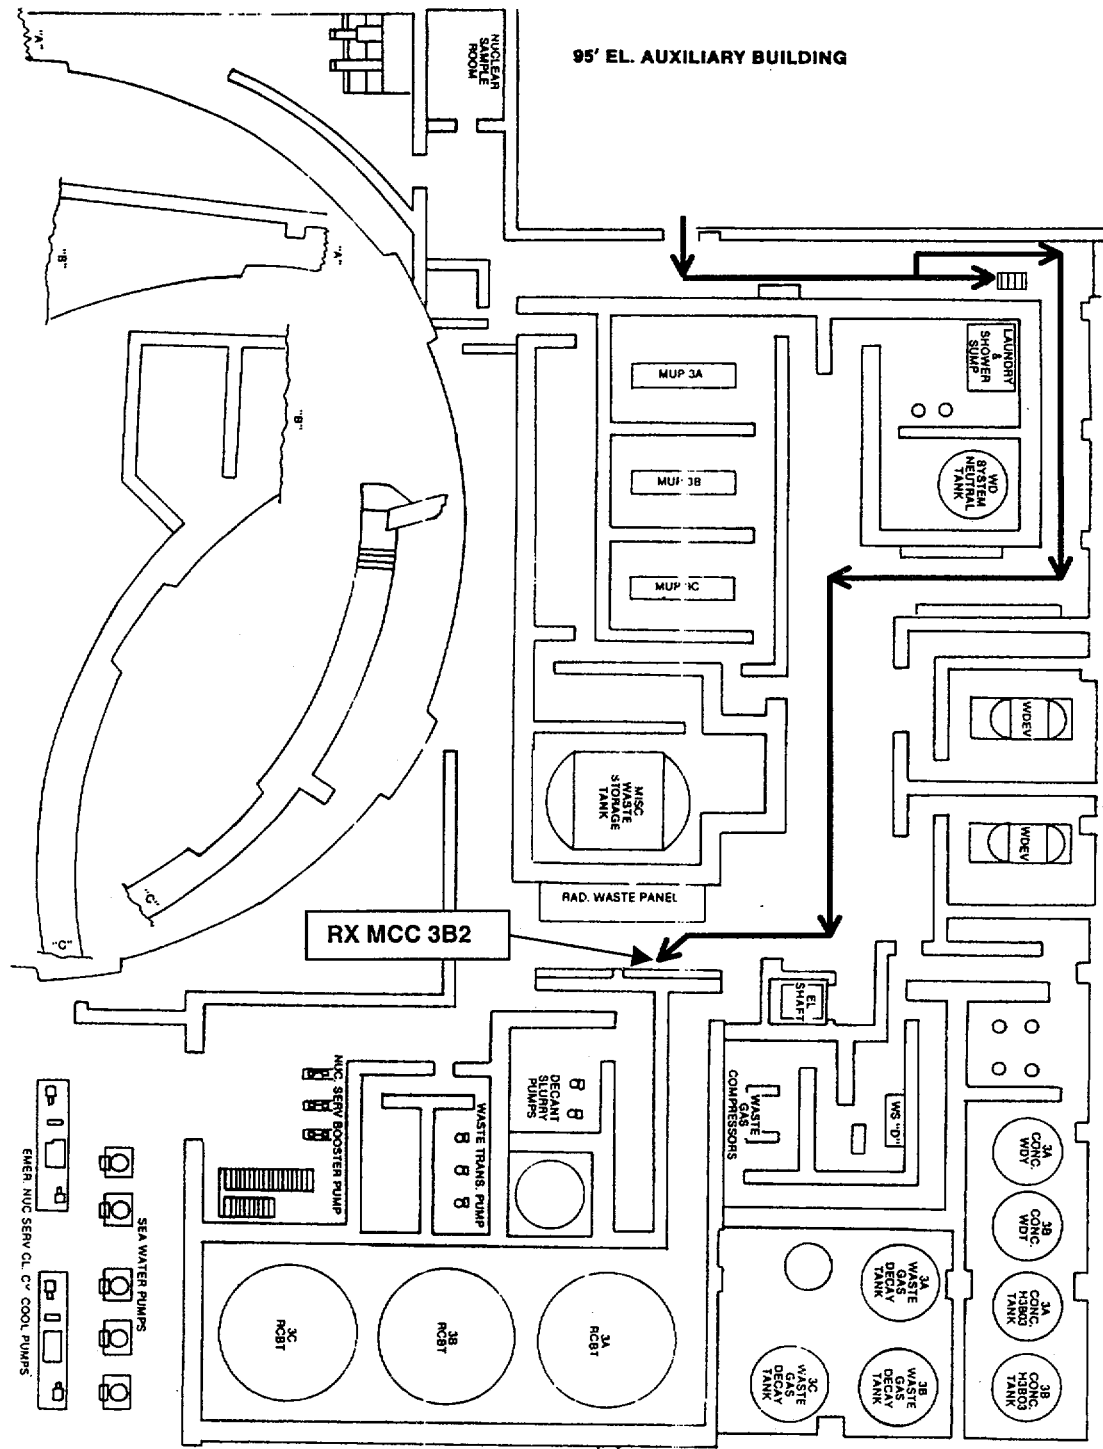 95' EL. AUXILIARY BUILDING
NUCLEAR
SAMPLE
ROOM
"A"
"A"
"B"
"B"
LAUNDRY
&
SHOWER
SUMP
MUP 3A
MUP 3B
WD
SYSTEM
NEUTRAL
TANK
WDEV
WDEV
MISC
WASTE
STORAGE
TANK
RAD. WASTE PANEL
"C"
"C"
RX MCC 3B2
EL
SHAFT
DECANT
SLURRY
PUMPS
WASTE
GAS
COMPRESSORS
WS "D"
NUC. SERV BOOSTER PUMP
WASTE TRANS. PUMP
3A
CONC.
WDY
3B
CONC.
WDT
3A
CONC.
H3BO3
TANK
3B
CONC.
H3BO3
TANK
3A
WASTE
GAS
DECAY
TANK
3B
WASTE
GAS
DECAY
TANK
3C
WASTE
GAS
DECAY
TANK
3C
RCBT
3B
RCBT
3A
RCBT
SEA WATER PUMPS
EMER. NUC SERV CL. COOL PUMPS